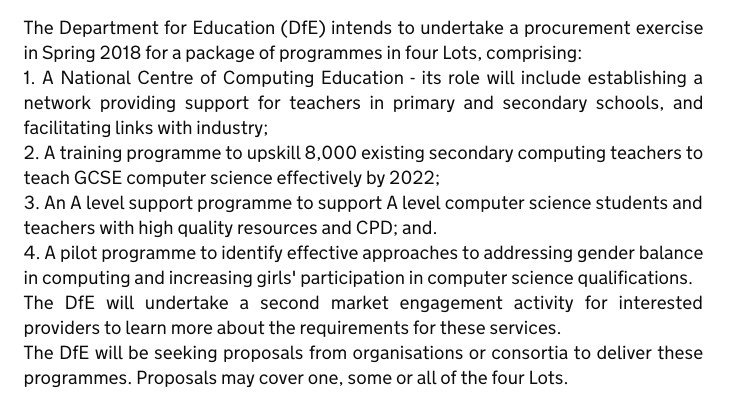 The Department for Education (DfE) intends to undertake a procurement exercise
in Spring 2018 for a package of programmes in four Lots, comprising:
1. A National Centre of Computing Education - its role will include establishing a
network providing support for teachers in primary and secondary schools, and
facilitating links with industry;
2. A training programme to upskill 8,000 existing secondary computing teachers to
teach GCSE computer science effectively by 2022;
3. An A level support programme to support A level computer science students and
teachers with high quality resources and CPD; and.
4. A pilot programme to identify effective approaches to addressing gender balance
in computing and increasing girls' participation in computer science qualifications.
The DfE will undertake a second market engagement activity for interested
providers to learn more about the requirements for these services.
The DfE will be seeking proposals from organisations or consortia to deliver these
programmes. Proposals may cover one, some or all of the four Lots.